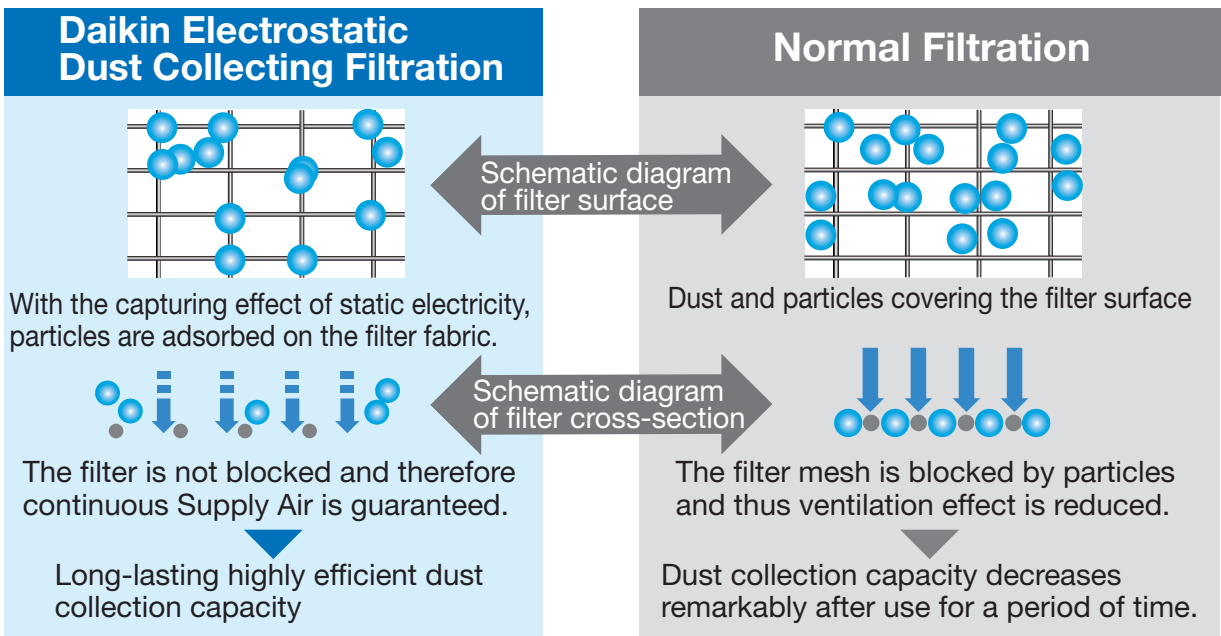 Daikin Electrostatic
Dust Collecting Filtration
Normal Filtration
Schematic diagram
of filter surface
With the capturing effect of static electricity,
particles are adsorbed on the filter fabric.
Dust and particles covering the filter surface
Schematic diagram
of filter cross-section
The filter is not blocked and therefore
continuous Supply Air is guaranteed.
The filter mesh is blocked by particles
and thus ventilation effect is reduced.
Long-lasting highly efficient dust
collection capacity
Dust collection capacity decreases
remarkably after use for a period of time.